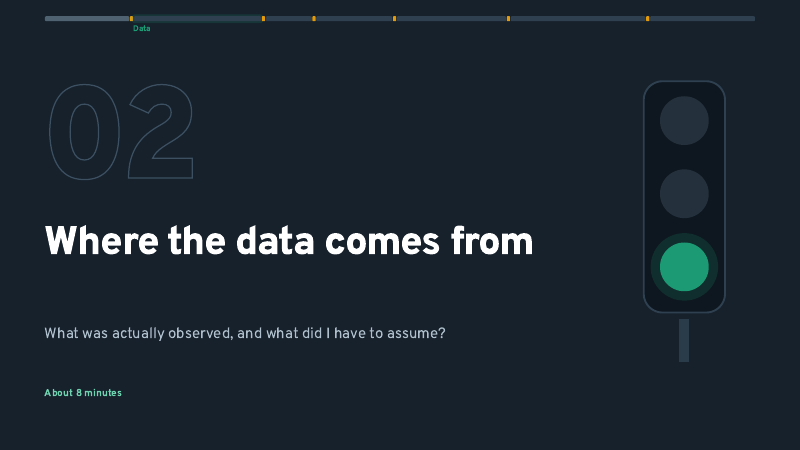 Data
02
Where the data comes from
What was actually observed, and what did I have to assume?
About 8 minutes